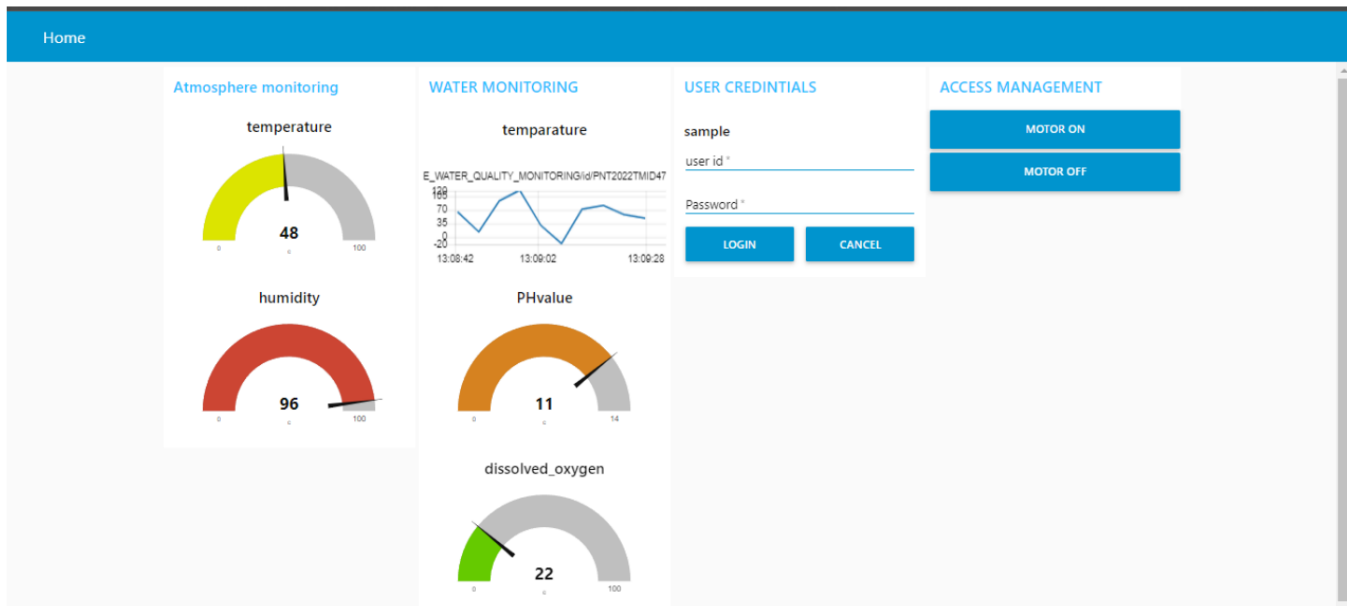 Home
Atmosphere monitoring
temperature
48
0
c
100
humidity
96
0
c
100
WATER MONITORING
temparature
E_WATER_QUALITY_MONITORING/id/PNT2022TMID47
120
105
70
35
0
-20
13:08:42 13:09:02 13:09:28
PHvalue
11
0
c
14
dissolved_oxygen
22
0
c
100
USER CREDINTIALS
sample
user id *
Password *
LOGIN CANCEL
ACCESS MANAGEMENT
MOTOR ON
MOTOR OFF